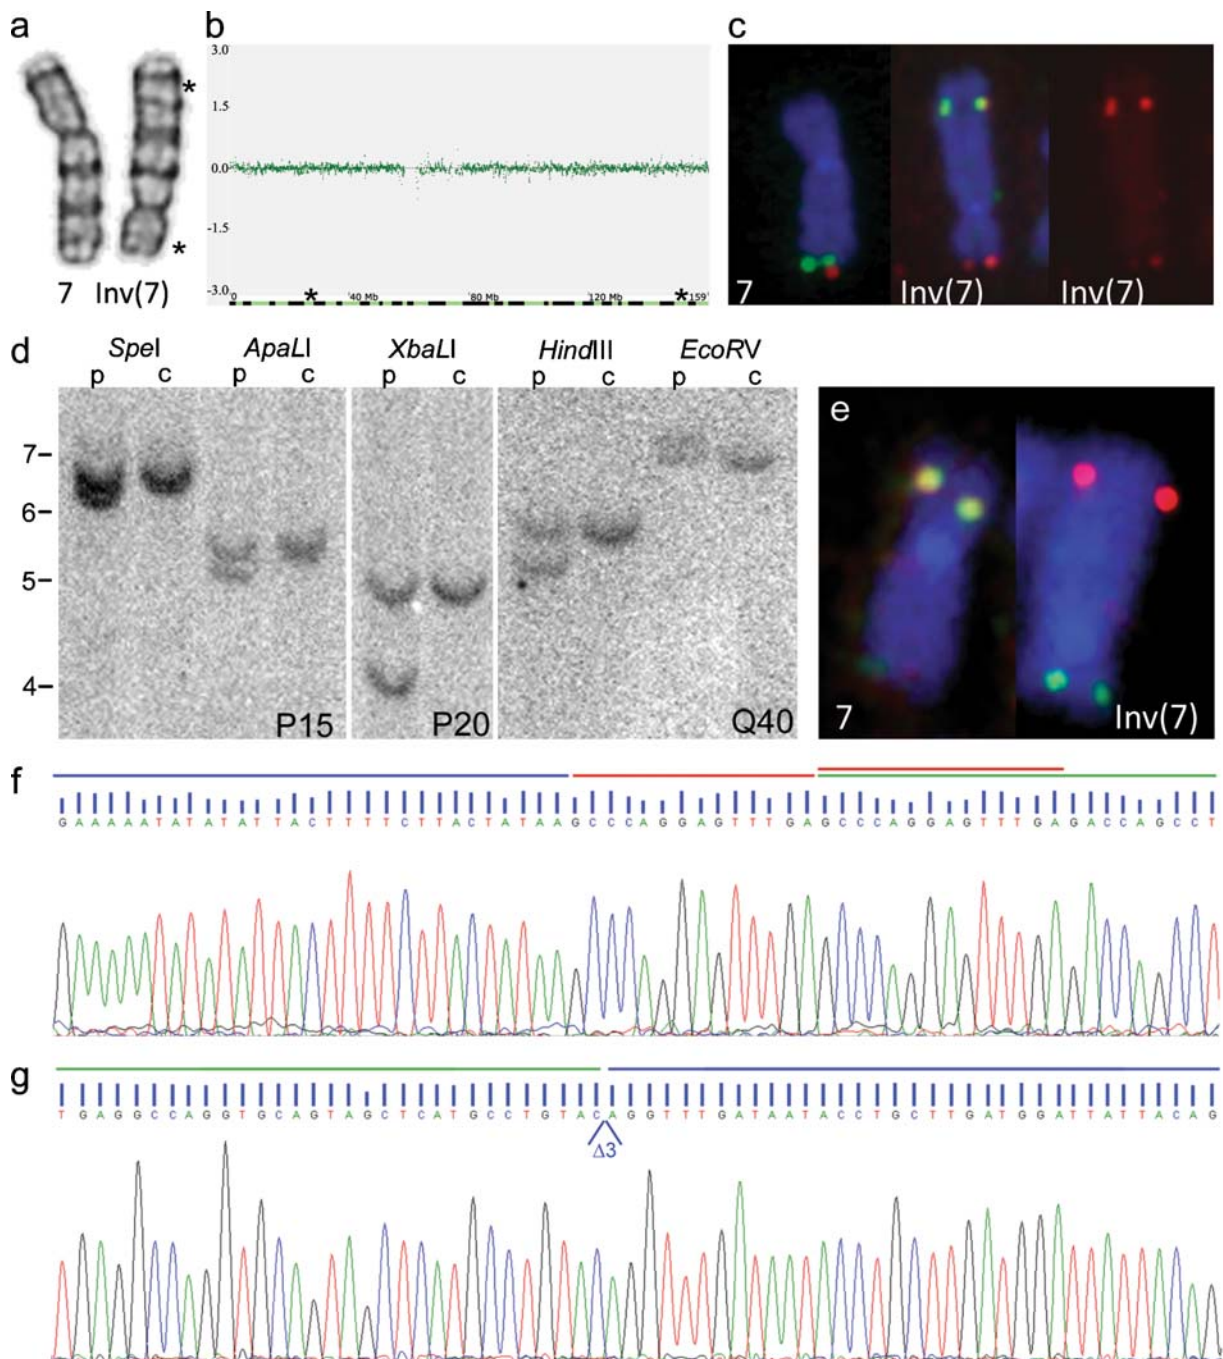 a
b
c
3.0
1.5
0.0
-1.5
-3.0
0
40 Mb
80 Mb
120 Mb
159
*
*
*
*
7
Inv(7)
7
Inv(7)
Inv(7)
d
SpeI
ApaLI
XbaLI
HindIII
EcoRV
p c p c p c p c p c
7
6
5
4
P15
P20
Q40
e
7
Inv(7)
f
GAAAAATATATATTACTTTTCTTACTATAAGCCCAGGAGTTTGAGCCCAGGAGTTTGAGACCAGCCT
g
TGAGGCCAGGTGCAGTAGCTCATGCCTGTACAGGTTTGATAATACCTGCTTGATGGATTATTACAG
Δ3